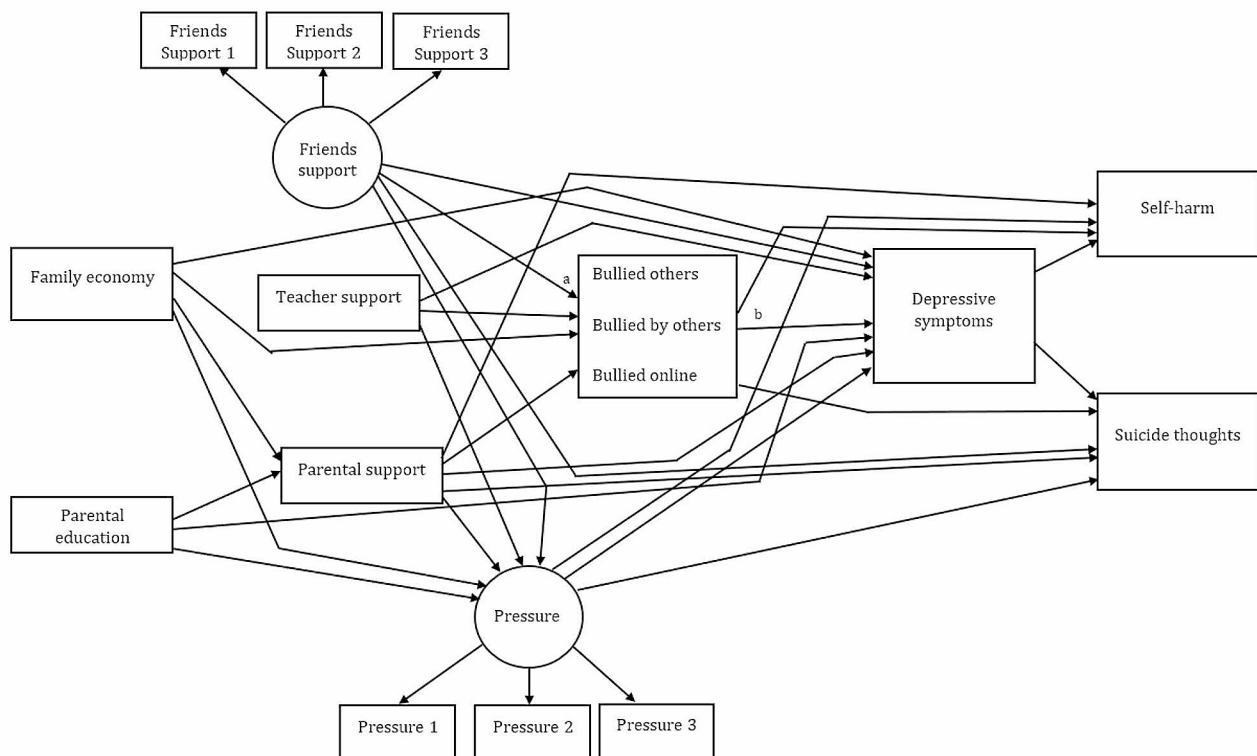 Friends
Support 1
Friends
Support 2
Friends
Support 3
Friends
support
Self-harm
Family economy
Teacher support
a
Bullied others
Bullied by others
Bullied online
b
Depressive
symptoms
Suicide thoughts
Parental support
Parental
education
Pressure
Pressure 1
Pressure 2
Pressure 3